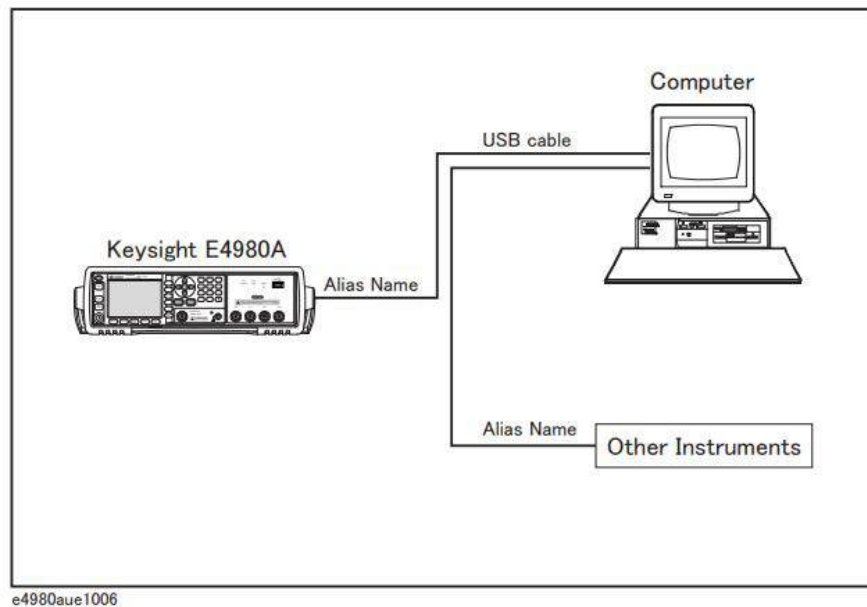 Computer
USB cable
Keysight E4980A
Alias Name
Alias Name
Other Instruments
e4980aue1006